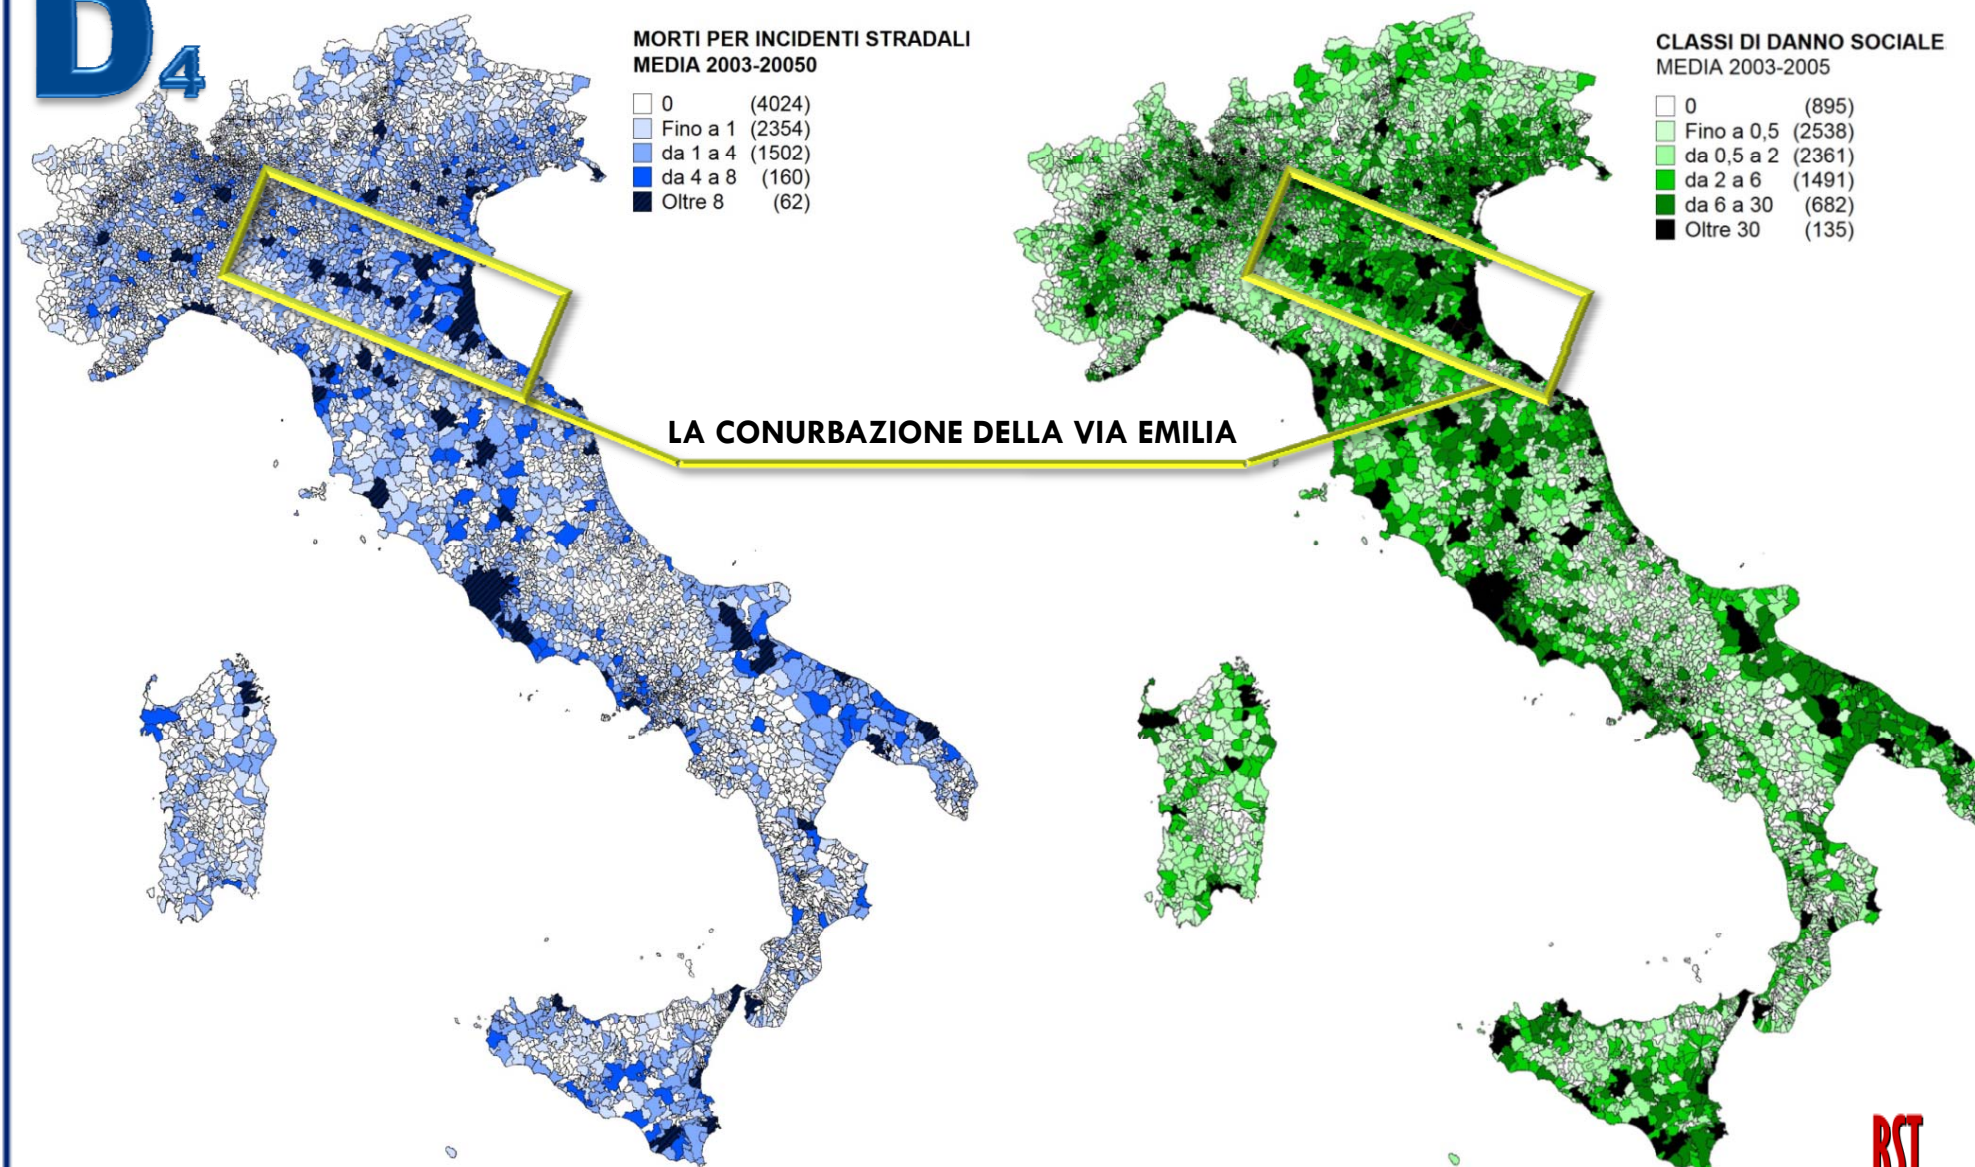 D4
MORTI PER INCIDENTI STRADALI
MEDIA 2003-20050
0 (4024)
Fino a 1 (2354)
da 1 a 4 (1502)
da 4 a 8 (160)
Oltre 8 (62)
CLASSI DI DANNO SOCIALE
MEDIA 2003-2005
0 (895)
Fino a 0,5 (2538)
da 0,5 a 2 (2361)
da 2 a 6 (1491)
da 6 a 30 (682)
Oltre 30 (135)
LA CONURBAZIONE DELLA VIA EMILIA
RST